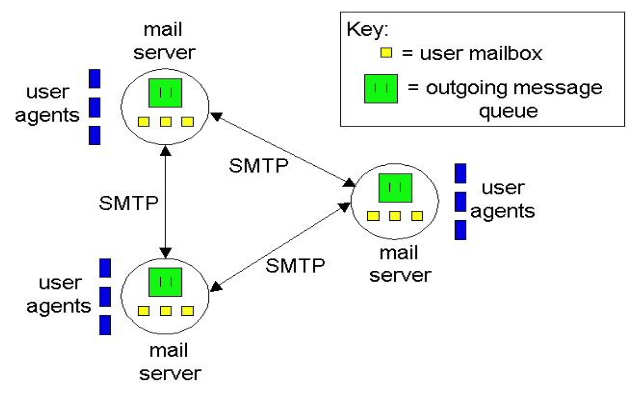 mail
server
Key:
= user mailbox
= outgoing message
queue
user
agents
SMTP
SMTP
user
agents
mail
server
SMTP
user
agents
mail
server